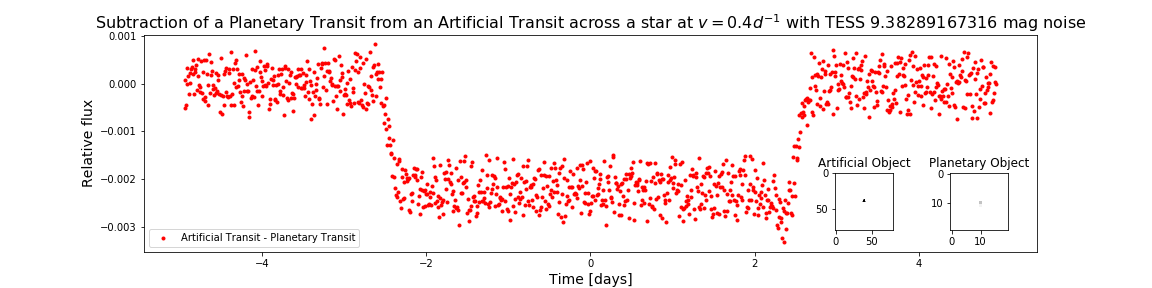 Subtraction of a Planetary Transit from an Artificial Transit across a star at v = 0.4d⁻¹ with TESS 9.38289167316 mag noise
0.001
0.000
−0.001
−0.002
−0.003
Relative flux
Artificial Transit - Planetary Transit
Artificial Object
0
50
0 50
Planetary Object
0
10
0 10
−4 −2 0 2 4
Time [days]